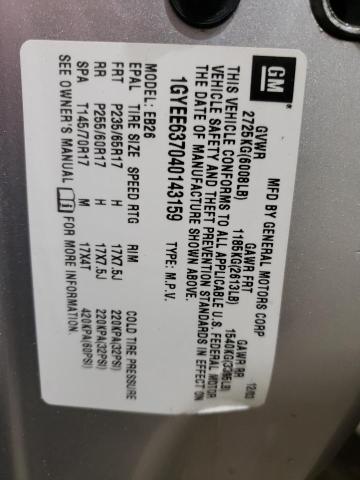 GM
MFD BY GENERAL MOTORS CORP 12/03
GVWR GAWR FRT GAWR RR
2725KG(6008LB) 1185KG(2613LB) 1540KG(3395LB)
THIS VEHICLE CONFORMS TO ALL APPLICABLE U.S. FEDERAL MOTOR
VEHICLE SAFETY AND THEFT PREVENTION STANDARDS IN EFFECT ON
THE DATE OF MANUFACTURE SHOWN ABOVE.
1GYEE637040143159 TYPE: M.P.V.
MODEL: EB26
EPAL TIRE SIZE SPEED RTG RIM COLD TIRE PRESSURE
FRT P235/65R17 H 17X7.5J 220KPA(32PSI)
RR P255/60R17 H 17X7.5J 220KPA(32PSI)
SPA T145/70R17 M 17X4T 420KPA(60PSI)
SEE OWNER'S MANUAL